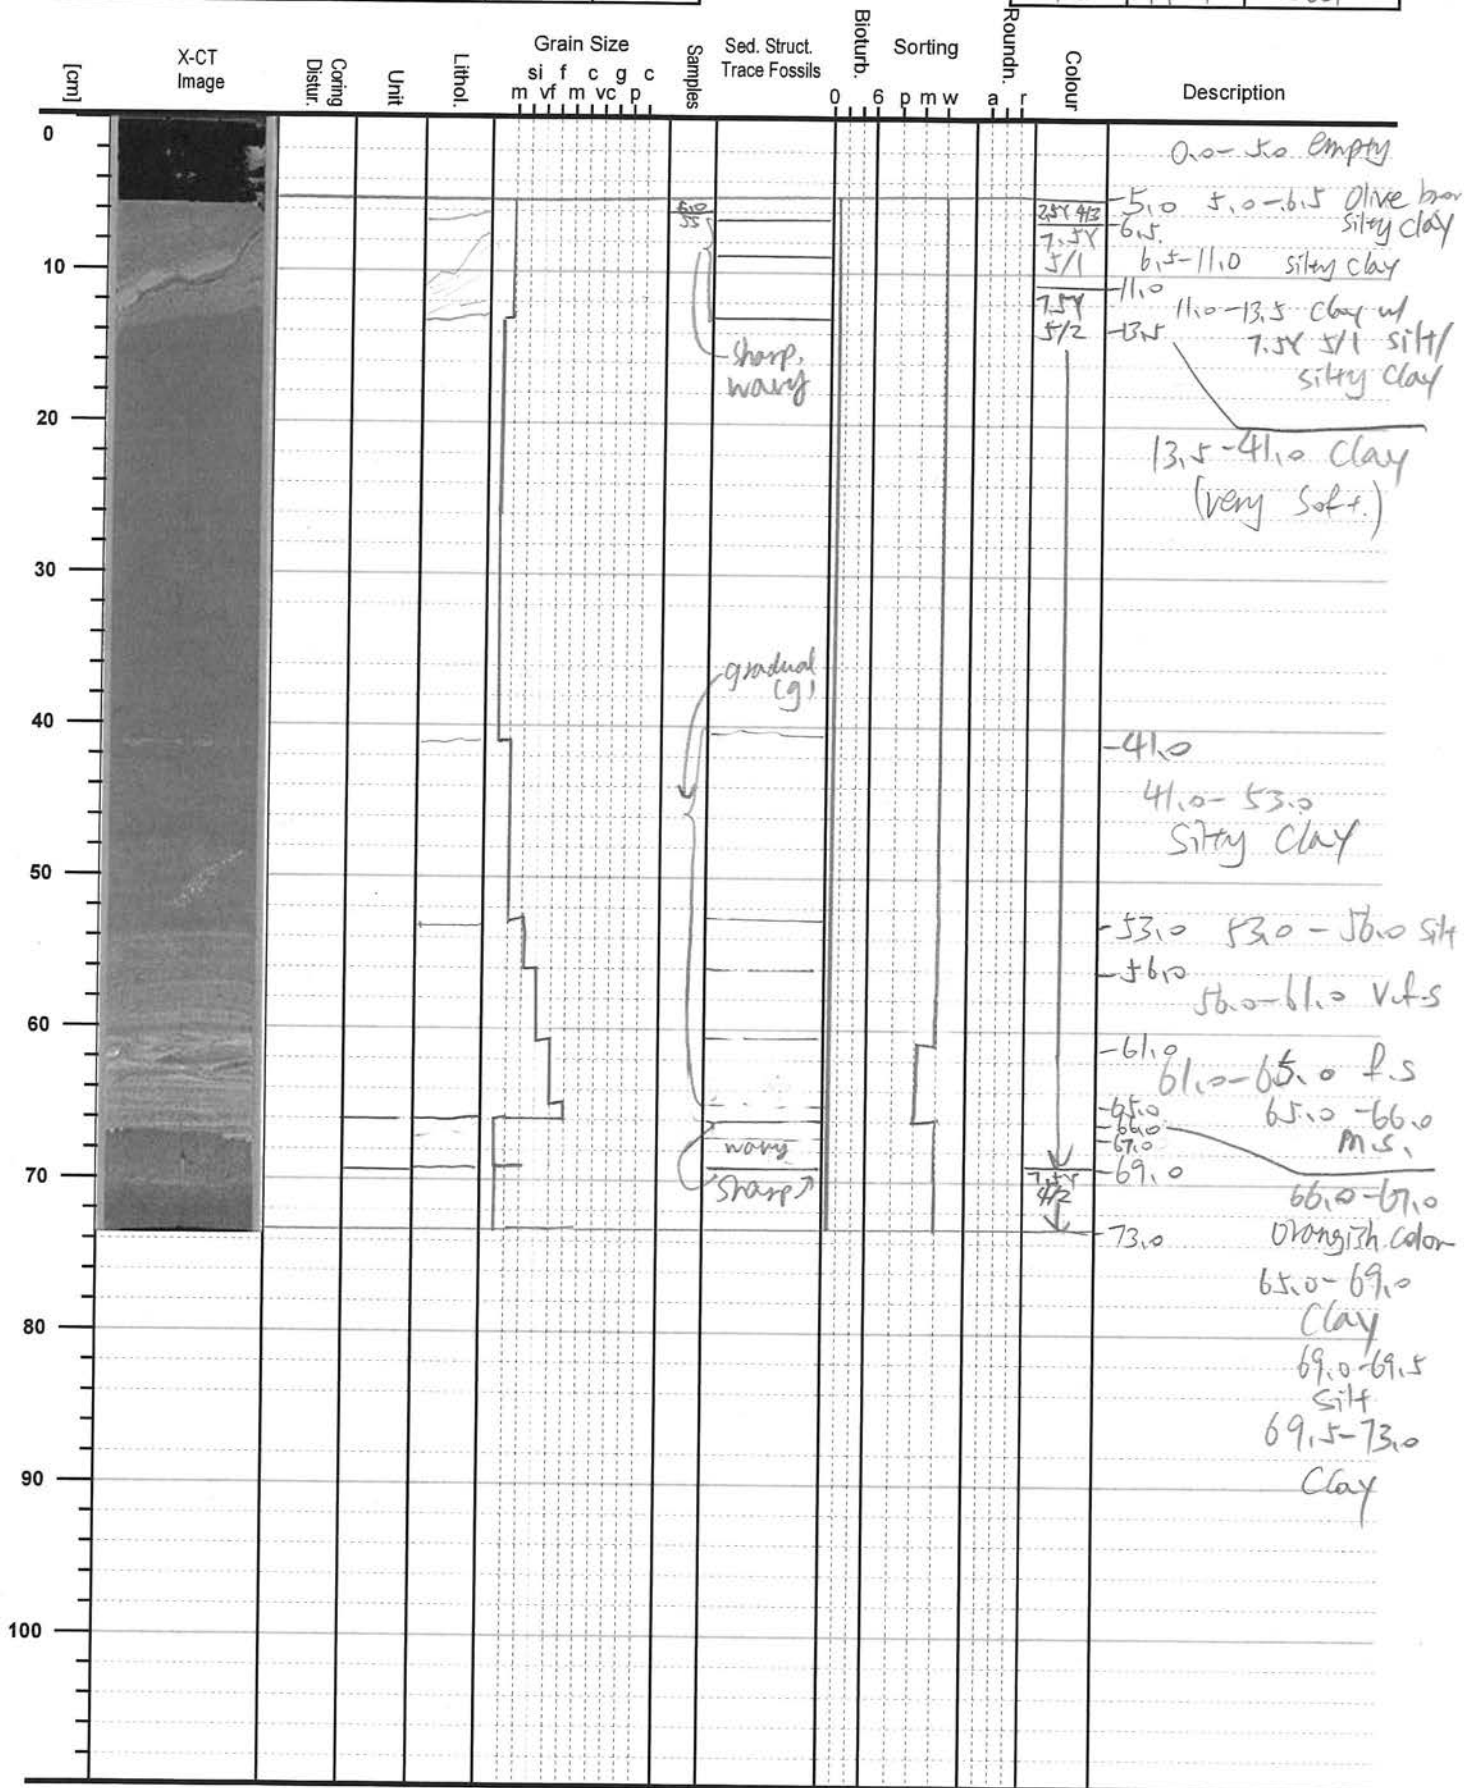 [cm]
X-CT
Image
Coring
Distur.
Unit
Lithol.
Grain Size
si f c g c
m vf m vc p
Samples
Sed. Struct.
Trace Fossils
Bioturb.
0 6
Sorting
p m w
Roundn.
a r
Colour
Description
0
10
20
30
40
50
60
70
80
90
100
5.0
55
sharp,
wavy
gradual
(g)
wavy
sharp
2.5Y 4/3
7.5Y
5/1
7.5Y
5/2
7.5Y
4/2
-5.0
-6.5
-11.0
-13.5
-41.0
-53.0
-56.0
-61.0
-65.0
-66.0
-67.0
-69.0
-73.0
0.0-5.0 empty
5.0-6.5 Olive brow
silty clay
6.5-11.0 silty clay
11.0-13.5 clay w/
7.5Y 5/1 silt/
silty clay
13.5-41.0 Clay
(very soft.)
41.0-53.0
Silty Clay
53.0-56.0 Silt
56.0-61.0 V.f.s
61.0-65.0 f.s
65.0-66.0
m.s.
66.0-67.0
orangish color
65.0-69.0
Clay
69.0-69.5
silt
69.5-73.0
Clay